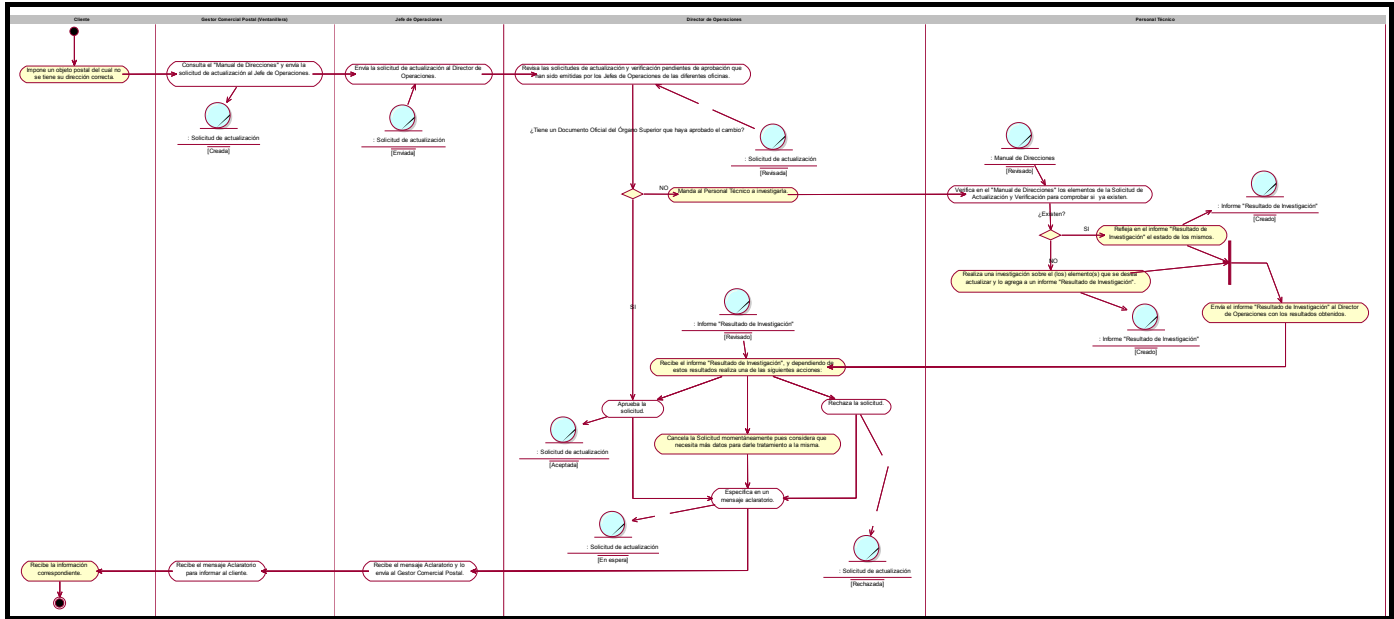 Cliente
Gestor Comercial Postal (Ventanillera)
Jefe de Operaciones
Director de Operaciones
Personal Técnico
Impone un objeto postal del cual no
se tiene su dirección correcta.
Consulta el "Manual de Direcciones" y envía la
solicitud de actualización al Jefe de Operaciones.
Envía la solicitud de actualización al Director de
Operaciones.
Revisa las solicitudes de actualización y verificación pendientes de aprobación que
han sido emitidas por los Jefes de Operaciones de las diferentes oficinas.
: Solicitud de actualización
[Creada]
: Solicitud de actualización
[Enviada]
¿Tiene un Documento Oficial del Órgano Superior que haya aprobado el cambio?
: Solicitud de actualización
[Revisada]
: Manual de Direcciones
[Revisado]
NO
Manda al Personal Técnico a investigarla.
Verifica en el "Manual de Direcciones" los elementos de la Solicitud de
Actualización y Verificación para comprobar si ya existen.
: Informe "Resultado de Investigación"
[Creado]
¿Existen?
SI
Refleja en el informe "Resultado de
Investigación" el estado de los mismos.
NO
Realiza una investigación sobre el (los) elemento(s) que se desea
actualizar y lo agrega a un informe "Resultado de Investigación".
Envía el informe "Resultado de Investigación" al Director
de Operaciones con los resultados obtenidos.
: Informe "Resultado de Investigación"
[Creado]
SI
: Informe "Resultado de Investigación"
[Revisado]
Recibe el informe "Resultado de Investigación", y dependiendo de
estos resultados realiza una de las siguientes acciones:
Aprueba la
solicitud.
Rechaza la solicitud.
Cancela la Solicitud momentáneamente pues considera que
necesita más datos para darle tratamiento a la misma.
: Solicitud de actualización
[Aceptada]
Especifica en un
mensaje aclaratorio.
: Solicitud de actualización
[En espera]
: Solicitud de actualización
[Rechazada]
Recibe la información
correspondiente.
Recibe el mensaje Aclaratorio
para informar al cliente.
Recibe el mensaje Aclaratorio y lo
envía al Gestor Comercial Postal.